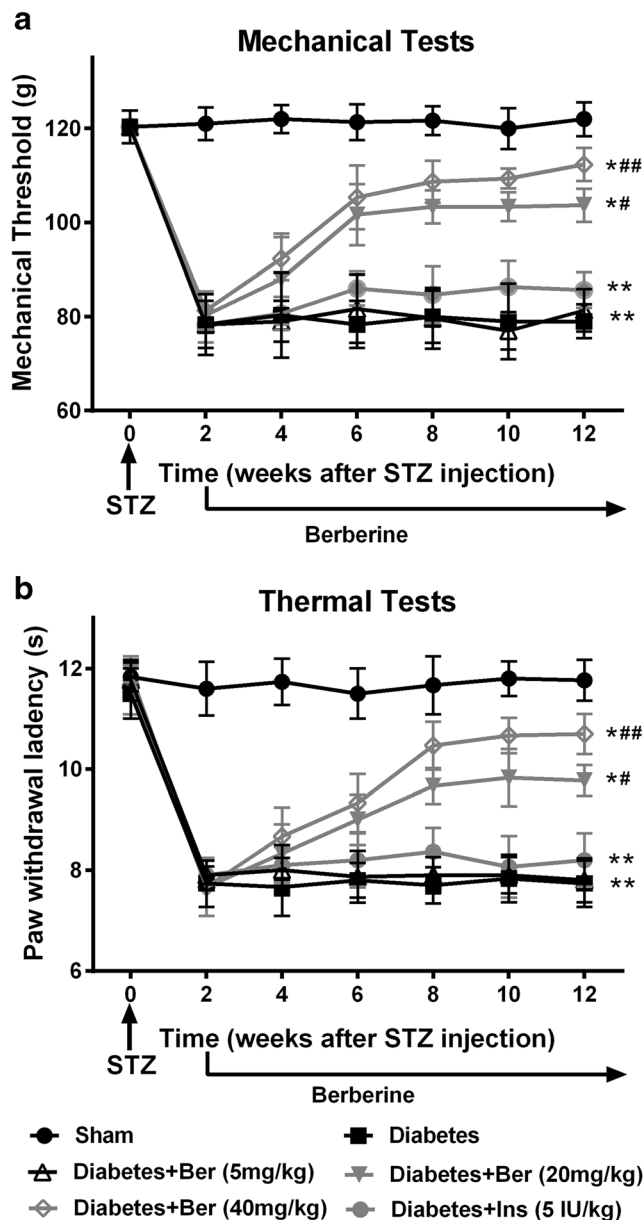 a
Mechanical Tests
Mechanical Threshold (g)
120
100
80
60
*##
*#
**
**
0 2 4 6 8 10 12
Time (weeks after STZ injection)
STZ
Berberine
b
Thermal Tests
Paw withdrawal ladency (s)
12
10
8
6
*##
*#
**
**
0 2 4 6 8 10 12
Time (weeks after STZ injection)
STZ
Berberine
Sham Diabetes
Diabetes+Ber (5mg/kg) Diabetes+Ber (20mg/kg)
Diabetes+Ber (40mg/kg) Diabetes+Ins (5 IU/kg)